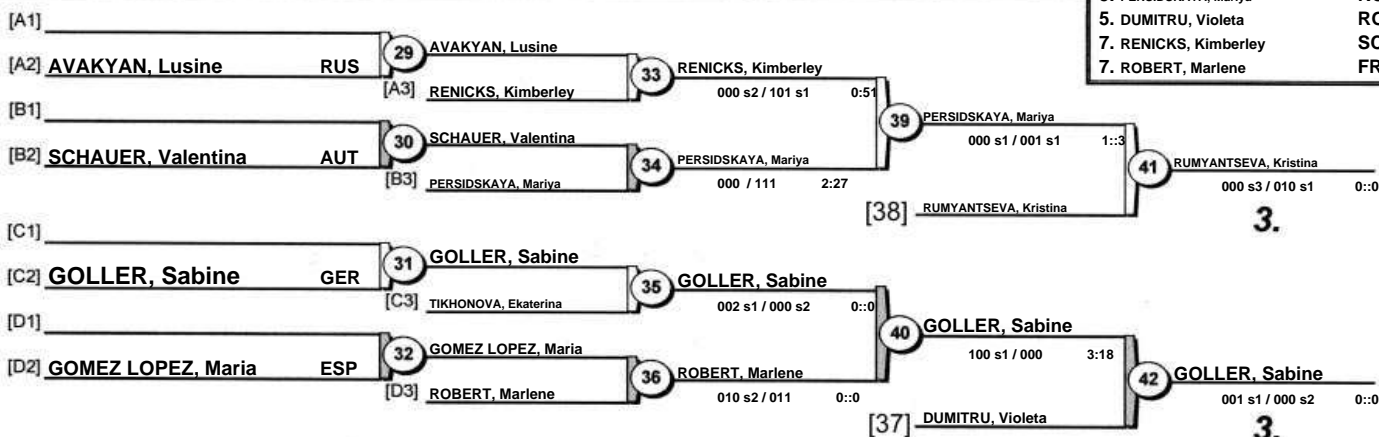 5. DUMITRU, Violeta
7. RENICKS, Kimberley
7. ROBERT, Marlene
[A1]
[A2] AVAKYAN, Lusine RUS
29
AVAKYAN, Lusine
[A3] RENICKS, Kimberley
33
RENICKS, Kimberley
000 s2 / 101 s1 0:51
[B1]
[B2] SCHAUER, Valentina AUT
30
SCHAUER, Valentina
[B3] PERSIDSKAYA, Mariya
34
PERSIDSKAYA, Mariya
000 / 111 2:27
39
PERSIDSKAYA, Mariya
000 s1 / 001 s1 1::3
[38] RUMYANTSEVA, Kristina
41
RUMYANTSEVA, Kristina
000 s3 / 010 s1 0::0
3.
[C1]
[C2] GOLLER, Sabine GER
31
GOLLER, Sabine
[C3] TIKHONOVA, Ekaterina
35
GOLLER, Sabine
002 s1 / 000 s2 0::0
[D1]
[D2] GOMEZ LOPEZ, Maria ESP
32
GOMEZ LOPEZ, Maria
[D3] ROBERT, Marlene
36
ROBERT, Marlene
010 s2 / 011 0::0
40
GOLLER, Sabine
100 s1 / 000 3:18
[37] DUMITRU, Violeta
42
GOLLER, Sabine
001 s1 / 000 s2 0::0
3.